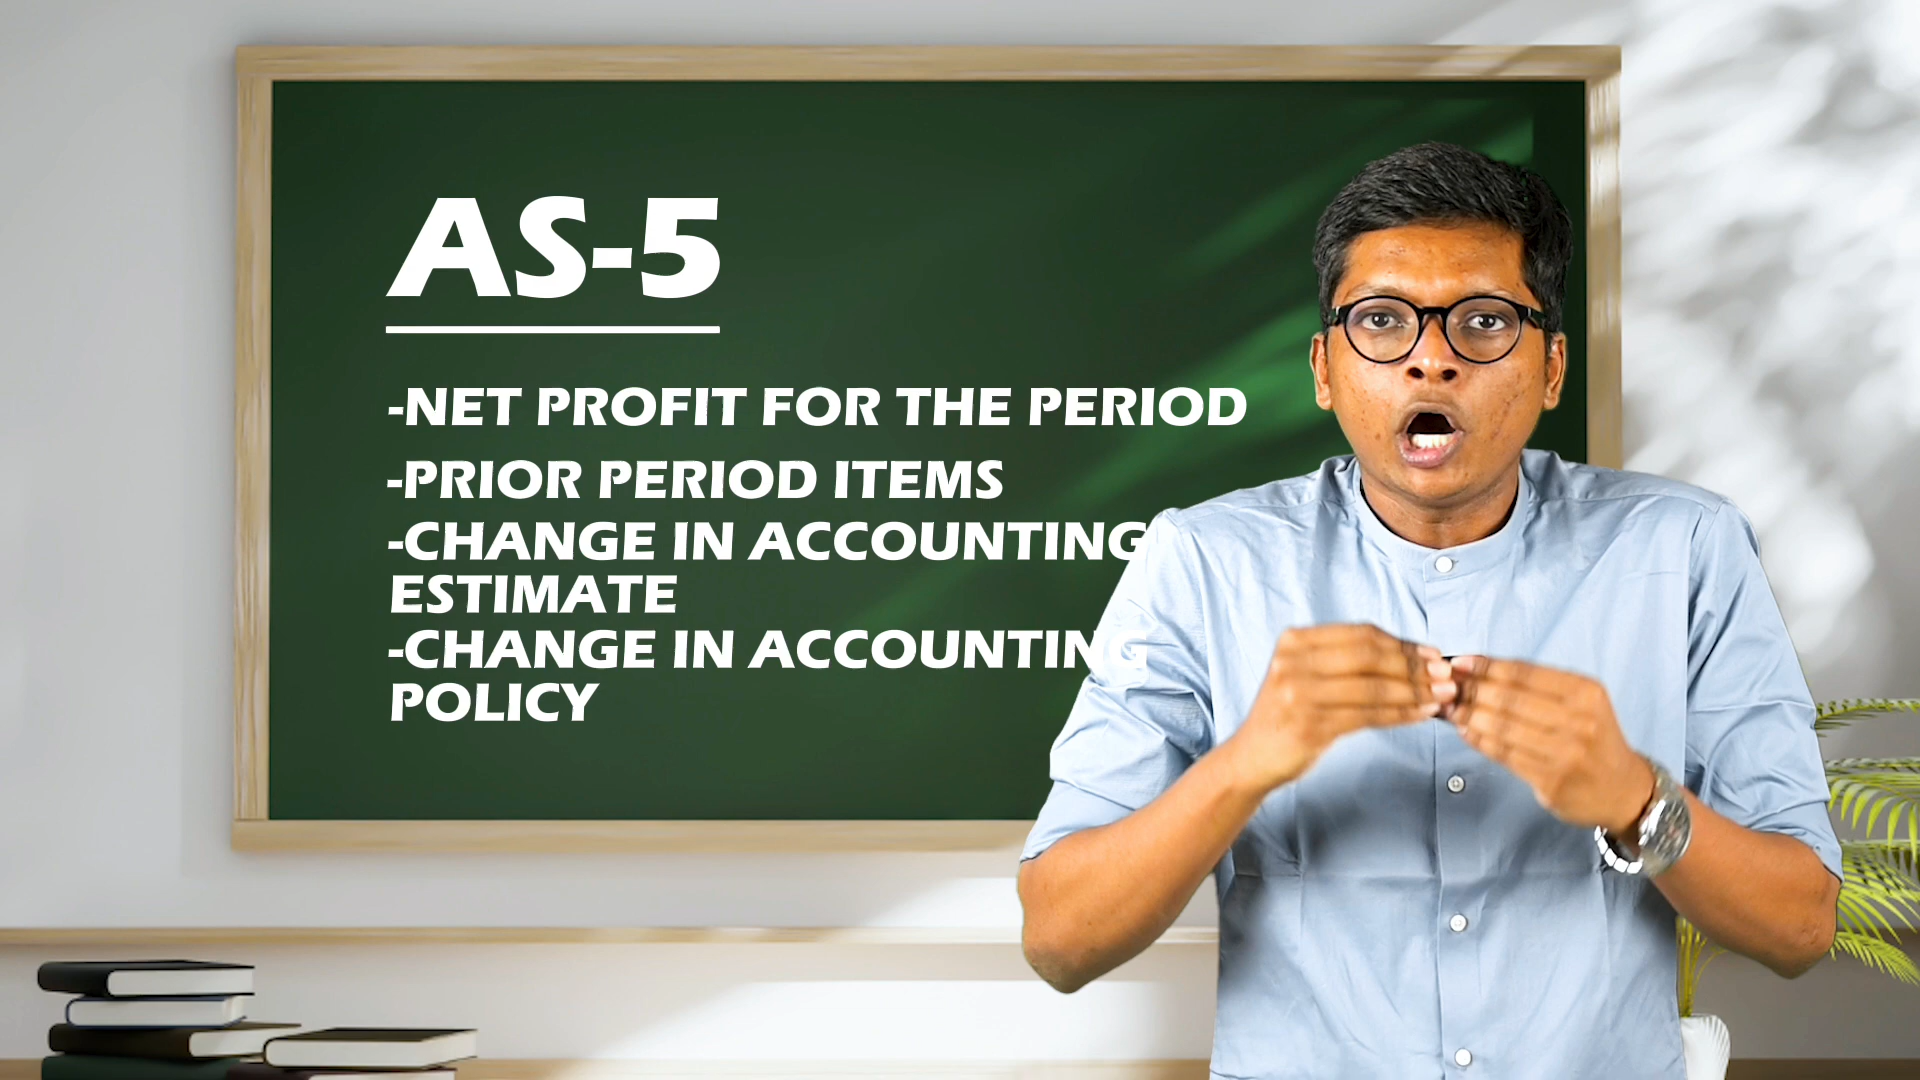 AS-5
-NET PROFIT FOR THE PERIOD
-PRIOR PERIOD ITEMS
-CHANGE IN ACCOUNTING
ESTIMATE
-CHANGE IN ACCOUNTING
POLICY